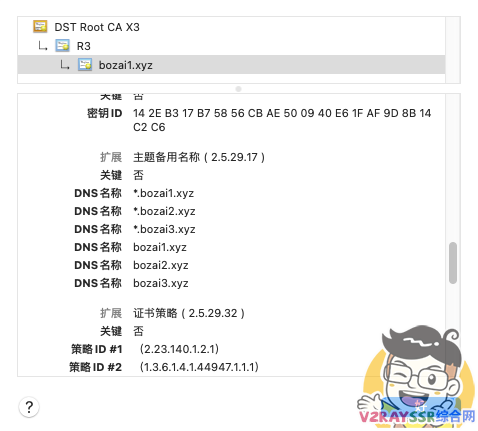 DST Root CA X3
R3
bozai1.xyz
关键 否
密钥 ID 14 2E B3 17 B7 58 56 CB AE 50 09 40 E6 1F AF 9D 8B 14
C2 C6
扩展 主题备用名称 ( 2.5.29.17 )
关键 否
DNS 名称 *.bozai1.xyz
DNS 名称 *.bozai2.xyz
DNS 名称 *.bozai3.xyz
DNS 名称 bozai1.xyz
DNS 名称 bozai2.xyz
DNS 名称 bozai3.xyz
扩展 证书策略 ( 2.5.29.32 )
关键 否
策略 ID #1 (2.23.140.1.2.1)
策略 ID #2 (1.3.6.1.4.1.44947.1.1.1)
?
V2RAYSSR综合网